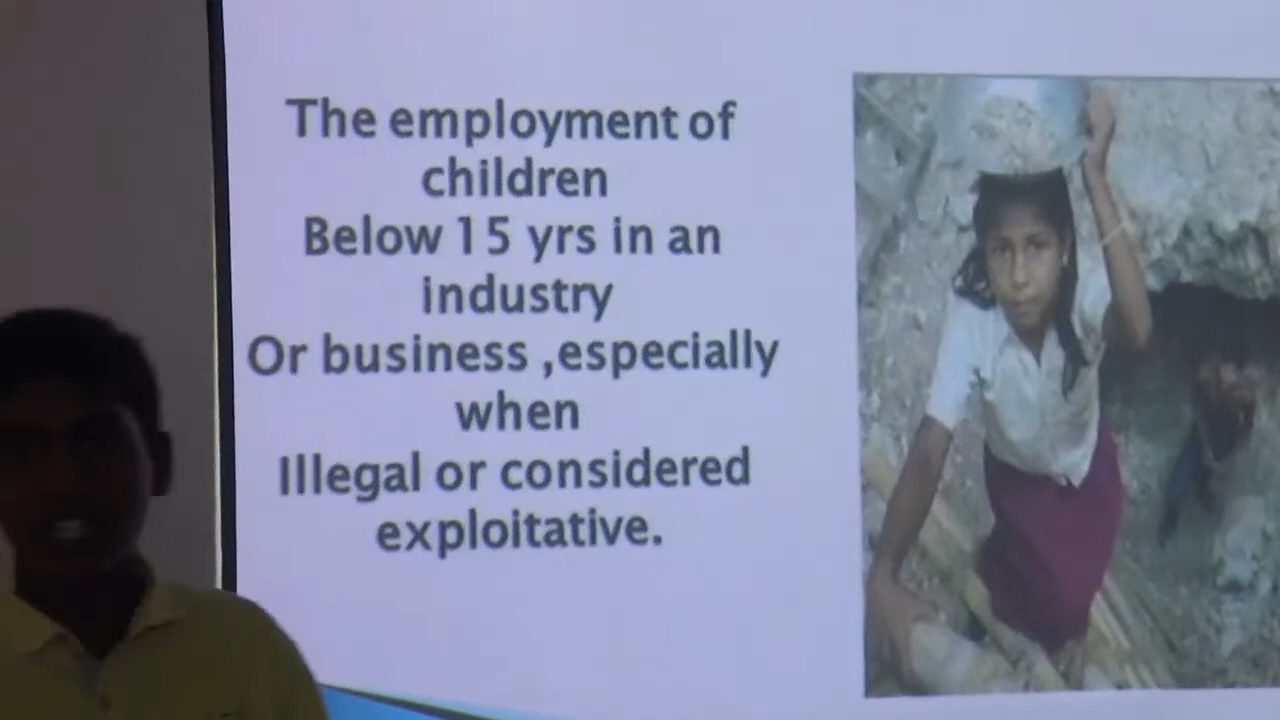 The employment of
children
Below 15 yrs in an
industry
Or business ,especially
when
Illegal or considered
exploitative.